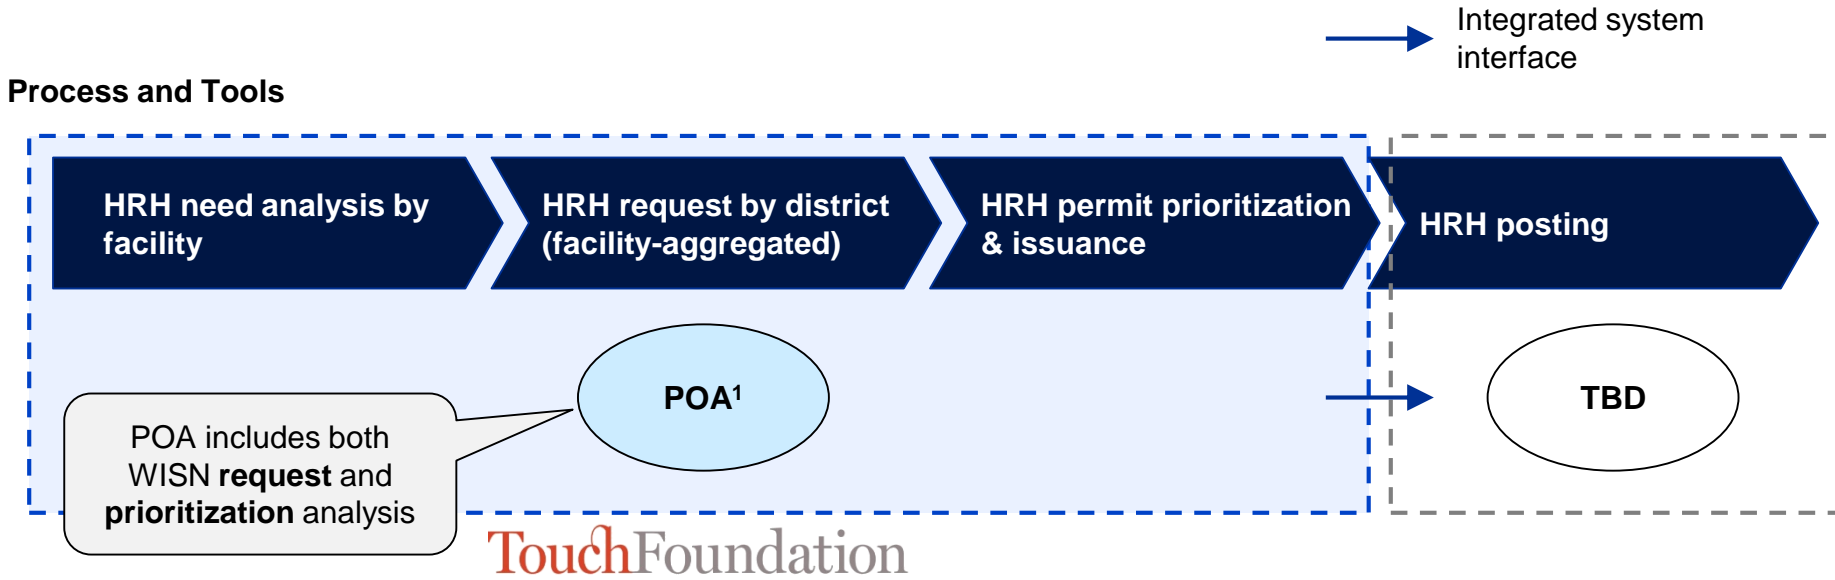 Integrated system
interface
Process and Tools
HRH need analysis by
facility
HRH request by district
(facility-aggregated)
HRH permit prioritization
& issuance
HRH posting
POA¹
TBD
POA includes both
WISN request and
prioritization analysis
TouchFoundation